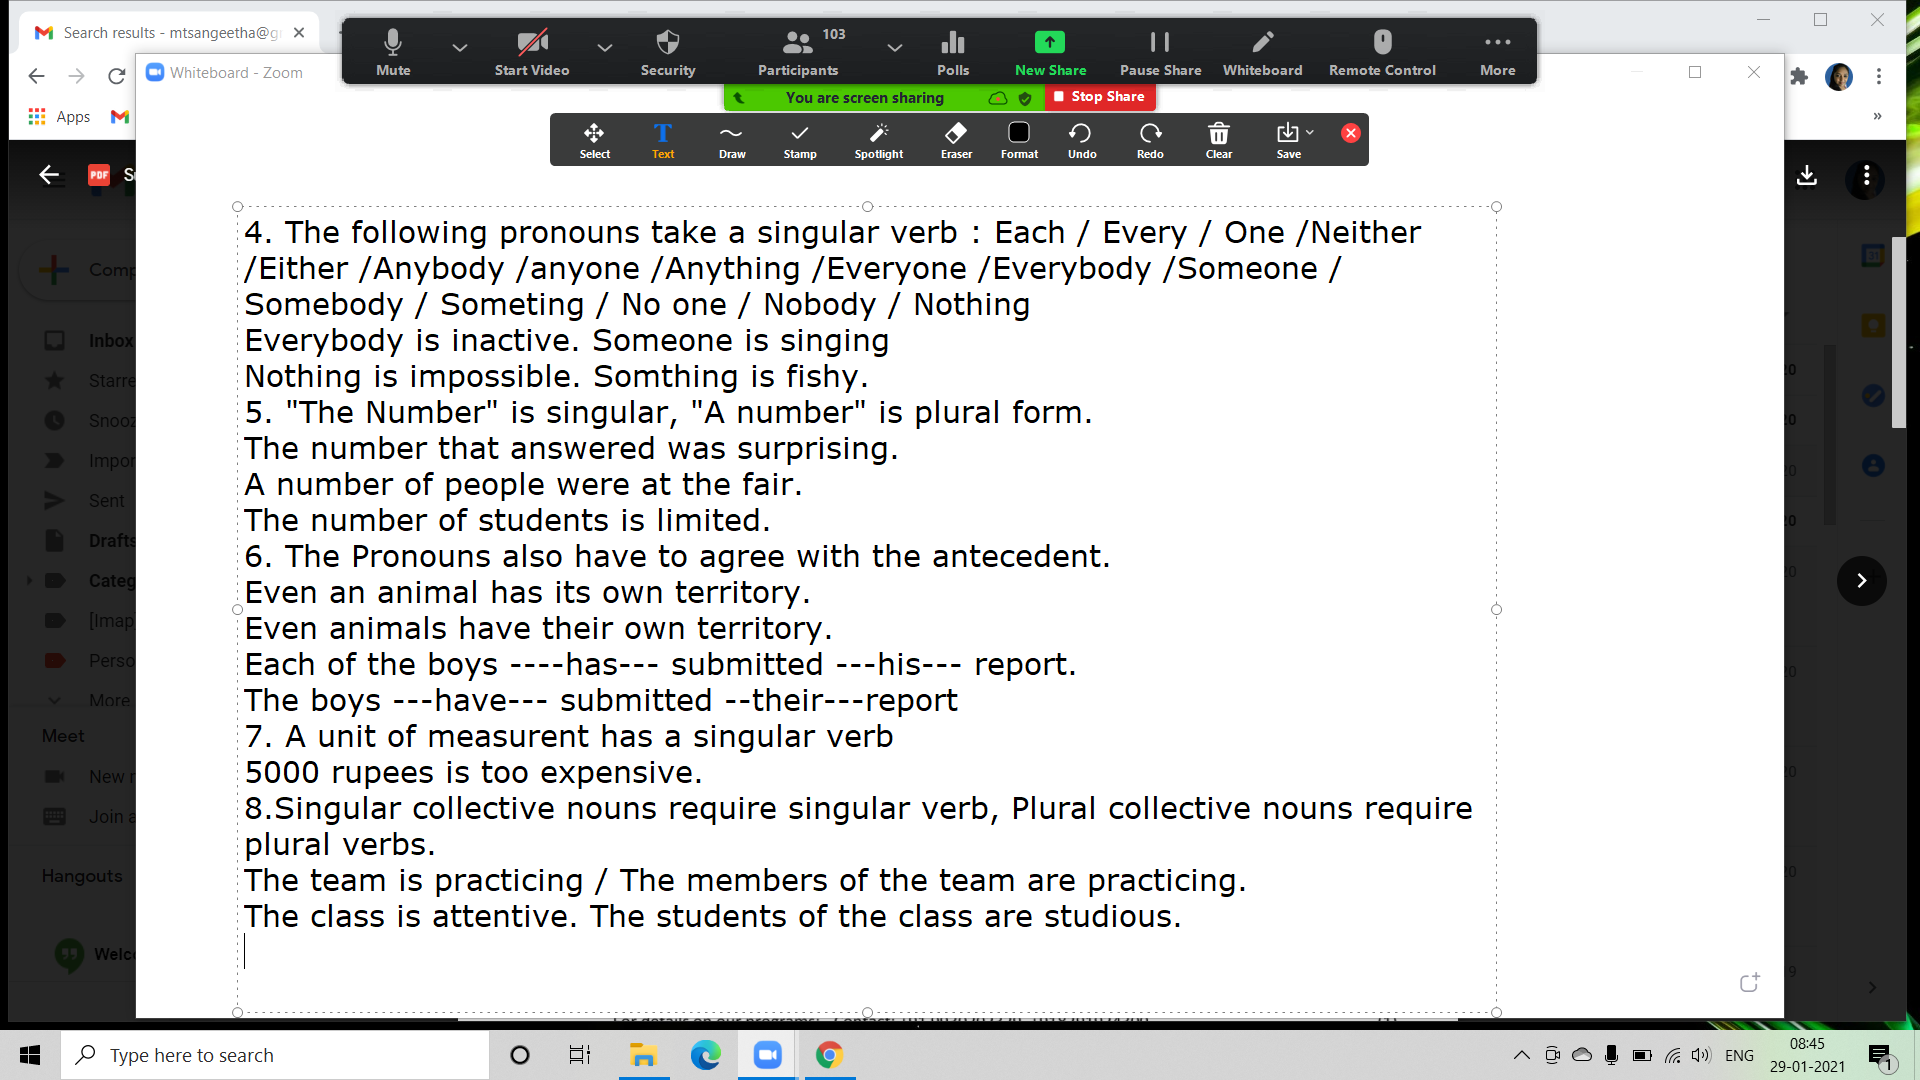 Search results - mtsangeetha@g
Mute
Start Video
Security
Participants
103
Polls
New Share
Pause Share
Whiteboard
Remote Control
More
Whiteboard - Zoom
You are screen sharing
Stop Share
Apps
Select
Text
Draw
Stamp
Spotlight
Eraser
Format
Undo
Redo
Clear
Save
PDF
4. The following pronouns take a singular verb : Each / Every / One /Neither
/Either /Anybody /anyone /Anything /Everyone /Everybody /Someone /
Somebody / Someting / No one / Nobody / Nothing
Everybody is inactive. Someone is singing
Nothing is impossible. Somthing is fishy.
5. "The Number" is singular, "A number" is plural form.
The number that answered was surprising.
A number of people were at the fair.
The number of students is limited.
6. The Pronouns also have to agree with the antecedent.
Even an animal has its own territory.
Even animals have their own territory.
Each of the boys ----has--- submitted ---his--- report.
The boys ---have--- submitted --their---report
7. A unit of measurent has a singular verb
5000 rupees is too expensive.
8.Singular collective nouns require singular verb, Plural collective nouns require
plural verbs.
The team is practicing / The members of the team are practicing.
The class is attentive. The students of the class are studious.
Comp
Inbox
Starre
Snooz
Impor
Sent
Drafts
Categ
[Imap
Perso
More
Meet
New
Join a
Hangouts
Welc
Type here to search
ENG
08:45
29-01-2021
1